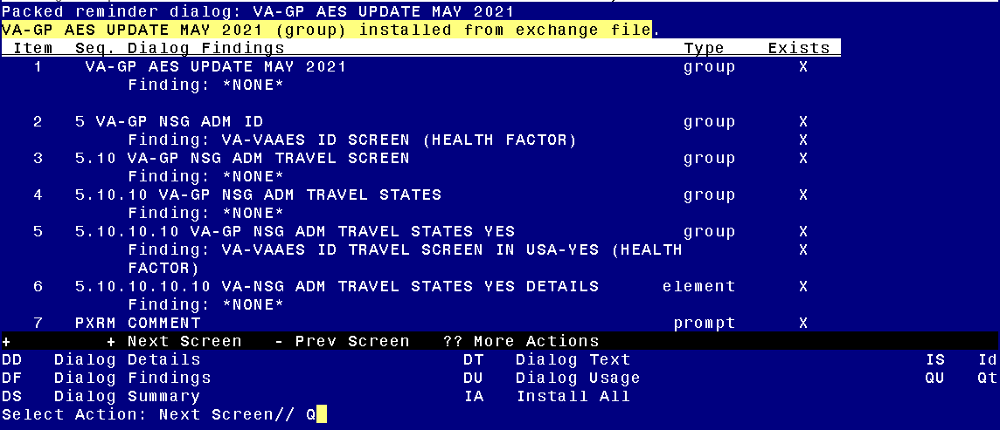 Packed reminder dialog: VA-GP AES UPDATE MAY 2021
VA-GP AES UPDATE MAY 2021 (group) installed from exchange file.
Item Seq. Dialog Findings Type Exists
1 VA-GP AES UPDATE MAY 2021 group X
Finding: *NONE*
2 5 VA-GP NSG ADM ID group X
Finding: VA-VAAES ID SCREEN (HEALTH FACTOR) X
3 5.10 VA-GP NSG ADM TRAVEL SCREEN group X
Finding: *NONE*
4 5.10.10 VA-GP NSG ADM TRAVEL STATES group X
Finding: *NONE*
5 5.10.10.10 VA-GP NSG ADM TRAVEL STATES YES group X
Finding: VA-VAAES ID TRAVEL SCREEN IN USA-YES (HEALTH X
FACTOR)
6 5.10.10.10.10 VA-NSG ADM TRAVEL STATES YES DETAILS element X
Finding: *NONE*
7 PXRM COMMENT prompt X
+ + Next Screen - Prev Screen ?? More Actions
DD Dialog Details DT Dialog Text IS Id
DF Dialog Findings DU Dialog Usage QU Qt
DS Dialog Summary IA Install All
Select Action: Next Screen// Q